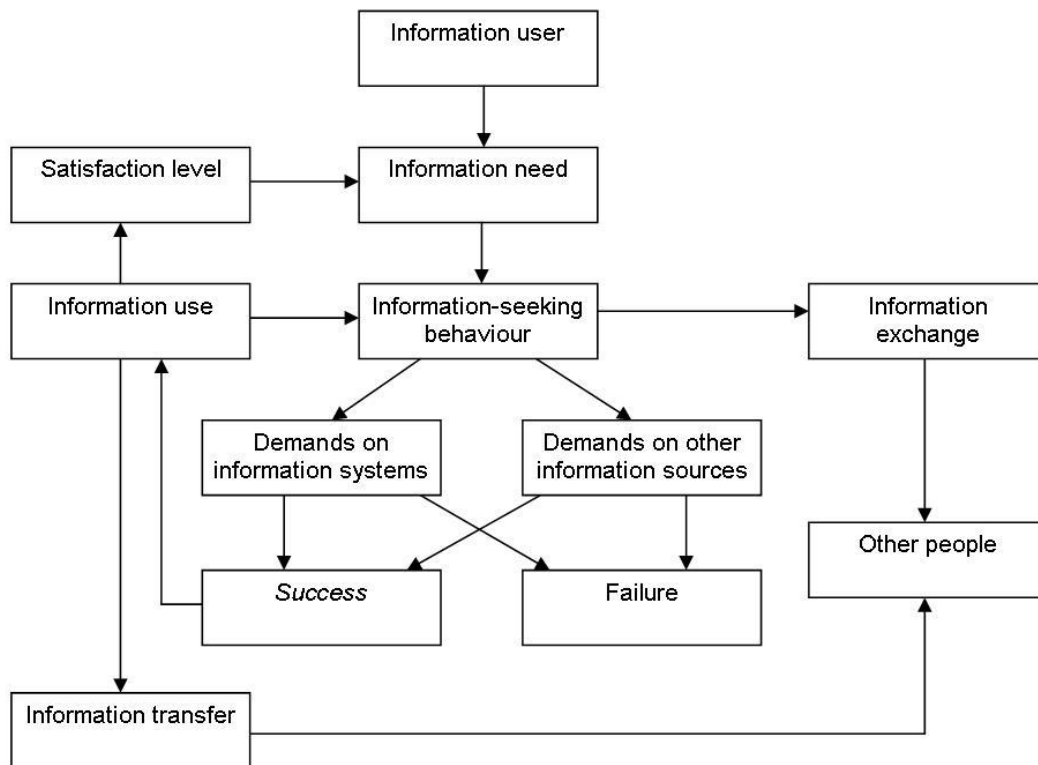 Information user
Satisfaction level
Information need
Information use
Information-seeking
behaviour
Information
exchange
Demands on
information systems
Demands on other
information sources
Other people
Success
Failure
Information transfer